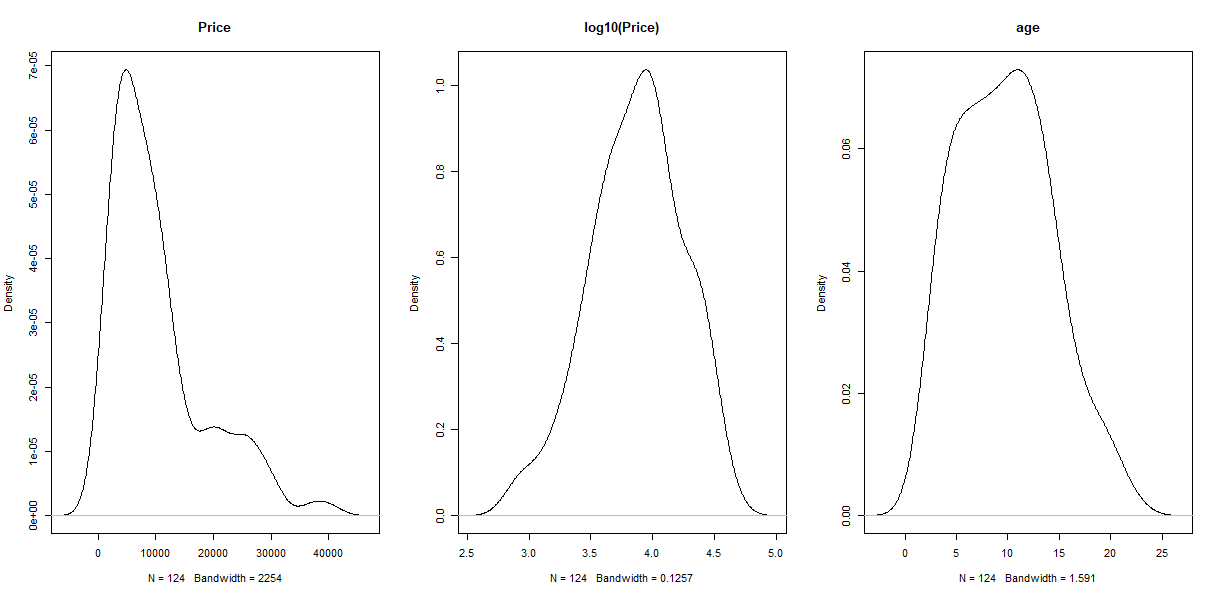 Price
Density
0e+00 1e-05 2e-05 3e-05 4e-05 5e-05 6e-05 7e-05
0 10000 20000 30000 40000
N = 124 Bandwidth = 2254
log10(Price)
Density
0.0 0.2 0.4 0.6 0.8 1.0
2.5 3.0 3.5 4.0 4.5 5.0
N = 124 Bandwidth = 0.1257
age
Density
0.00 0.02 0.04 0.06
0 5 10 15 20 25
N = 124 Bandwidth = 1.591